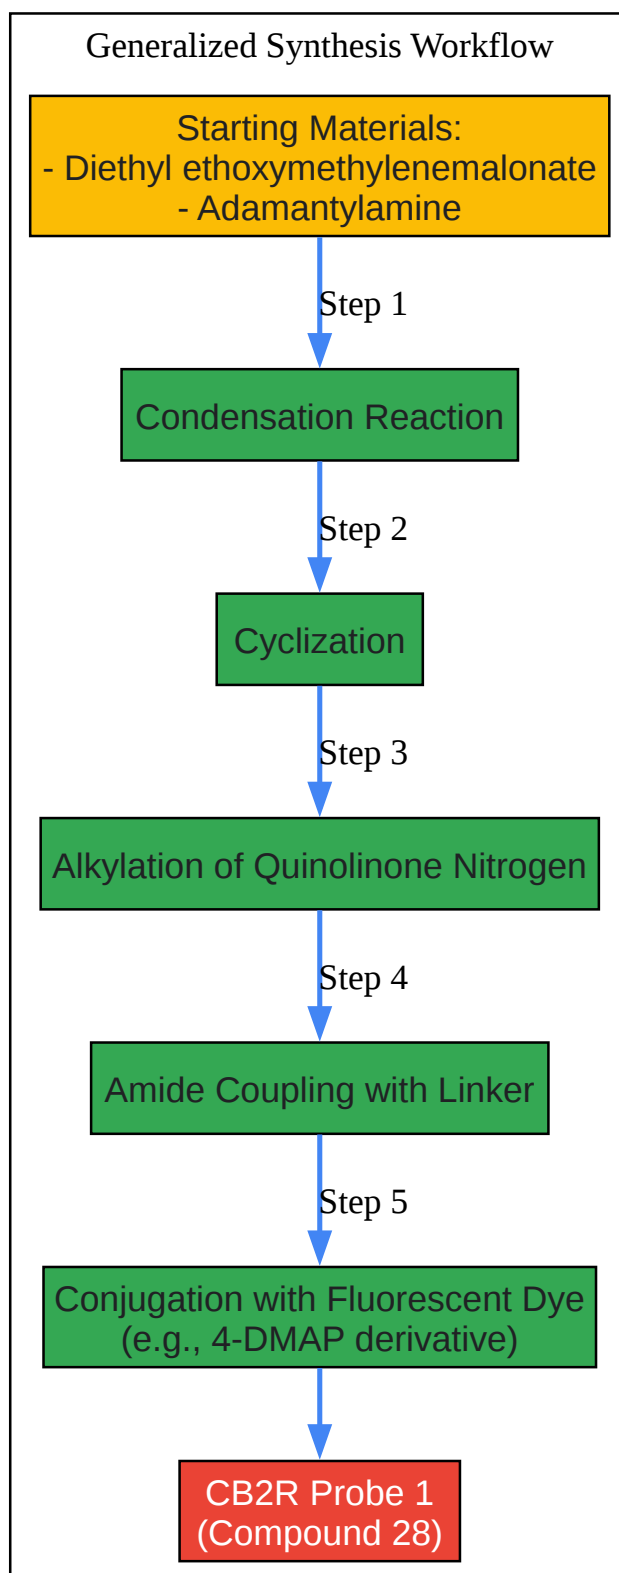 Generalized Synthesis Workflow
Starting Materials:
- Diethyl ethoxymethylenemalonate
- Adamantylamine
Step 1
Condensation Reaction
Step 2
Cyclization
Step 3
Alkylation of Quinolinone Nitrogen
Step 4
Amide Coupling with Linker
Step 5
Conjugation with Fluorescent Dye
(e.g., 4-DMAP derivative)
CB2R Probe 1
(Compound 28)